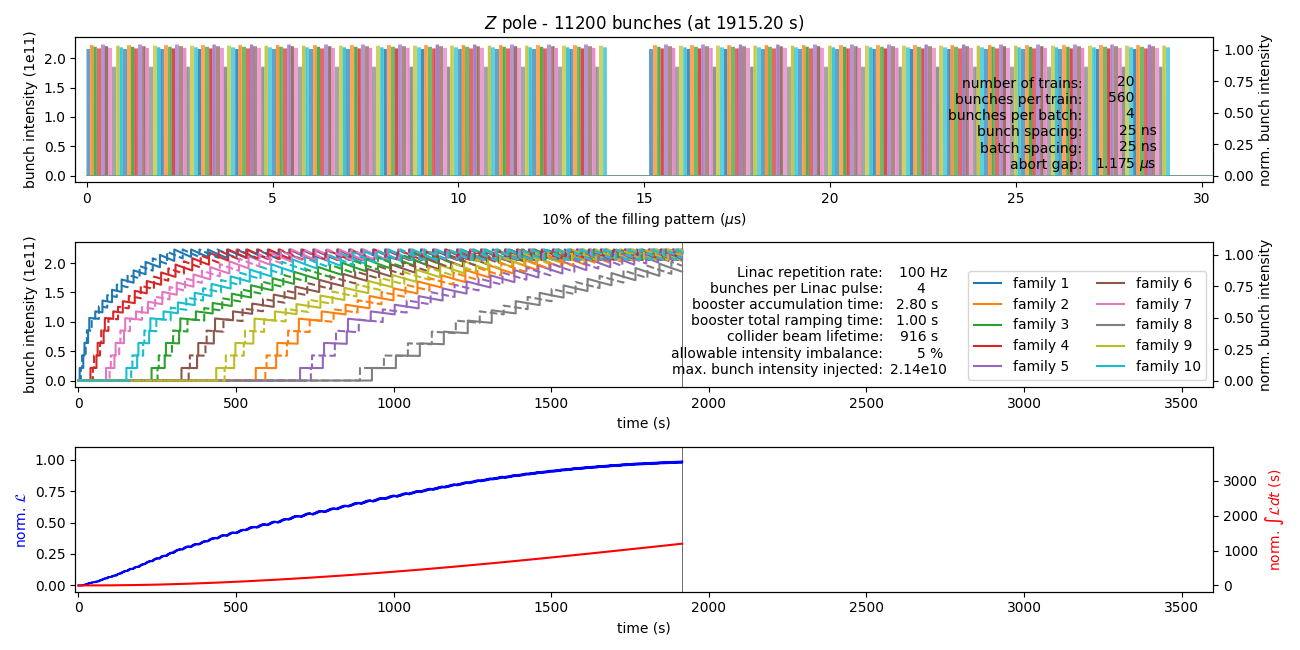 Z pole - 11200 bunches (at 1915.20 s)
bunch intensity (1e11)
2.0
1.5
1.0
0.5
0.0
number of trains: 20
bunches per train: 560
bunches per batch: 4
bunch spacing: 25 ns
batch spacing: 25 ns
abort gap: 1.175 μs
1.00
0.75
0.50
0.25
0.00
norm. bunch intensity
0 5 10 15 20 25 30
10% of the filling pattern (μs)
bunch intensity (1e11)
2.0
1.5
1.0
0.5
0.0
Linac repetition rate: 100 Hz
bunches per Linac pulse: 4
booster accumulation time: 2.80 s
booster total ramping time: 1.00 s
collider beam lifetime: 916 s
allowable intensity imbalance: 5 %
max. bunch intensity injected: 2.14e10
family 1
family 2
family 3
family 4
family 5
family 6
family 7
family 8
family 9
family 10
1.00
0.75
0.50
0.25
0.00
norm. bunch intensity
0 500 1000 1500 2000 2500 3000 3500
time (s)
norm. ℒ
1.00
0.75
0.50
0.25
0.00
3000
2000
1000
0
norm. ∫ℒdt (s)
0 500 1000 1500 2000 2500 3000 3500
time (s)